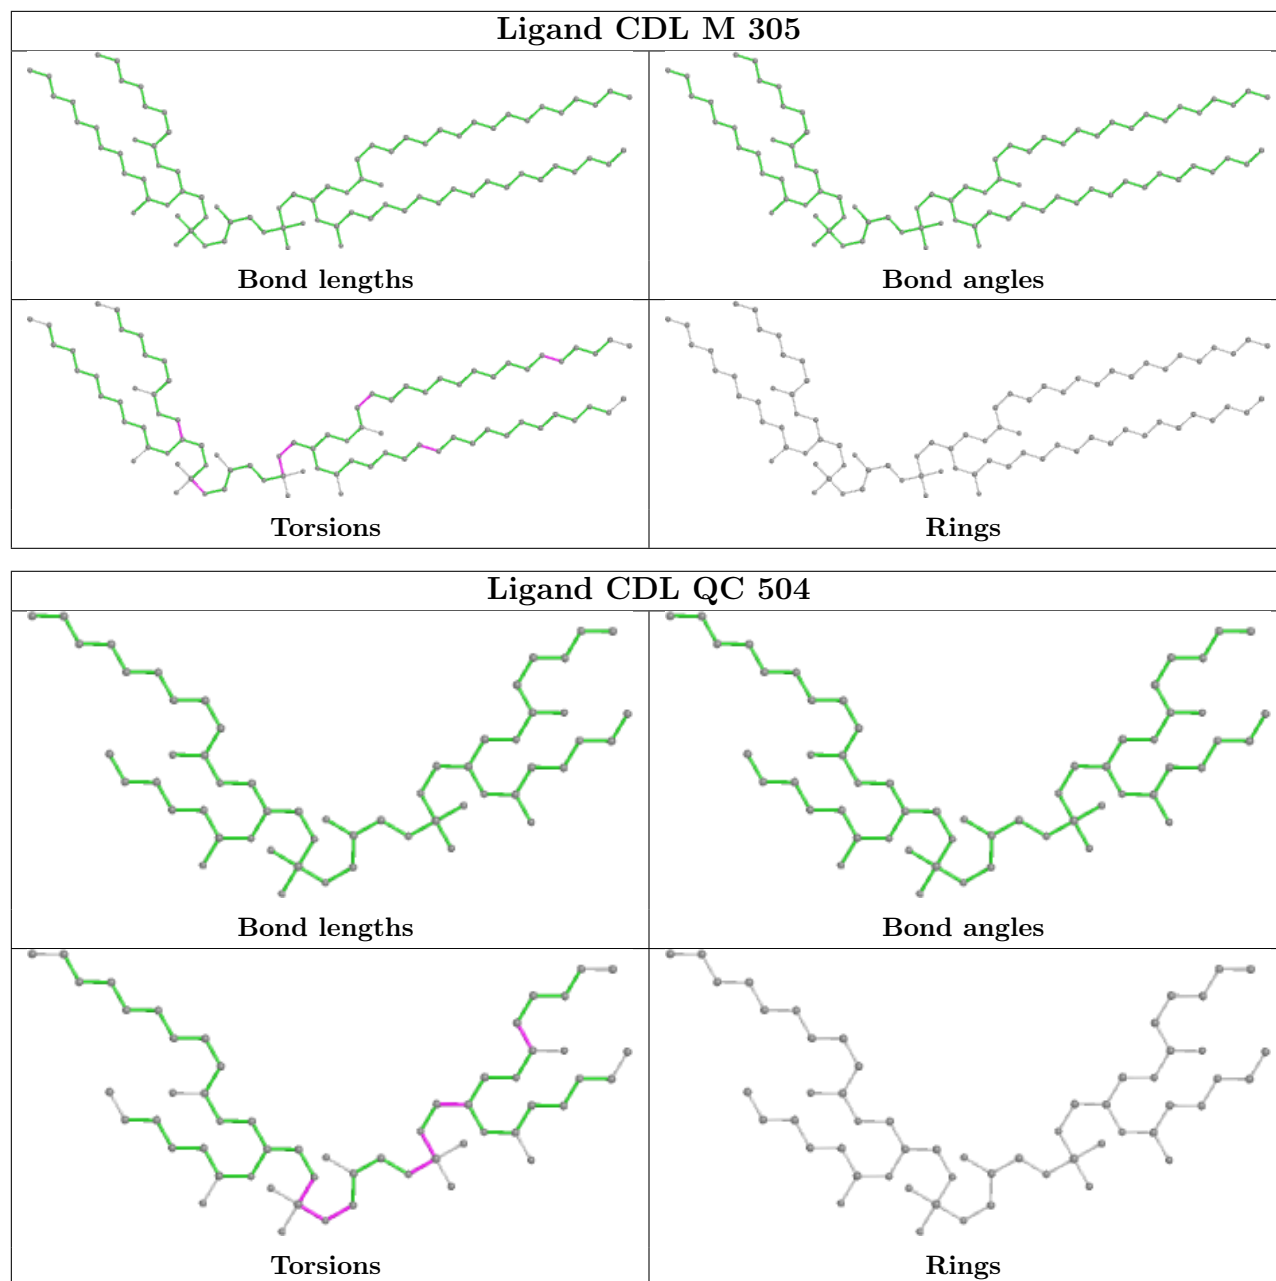 Ligand CDL M 305
Bond lengths
Bond angles
Torsions
Rings
Ligand CDL QC 504
Bond lengths
Bond angles
Torsions
Rings